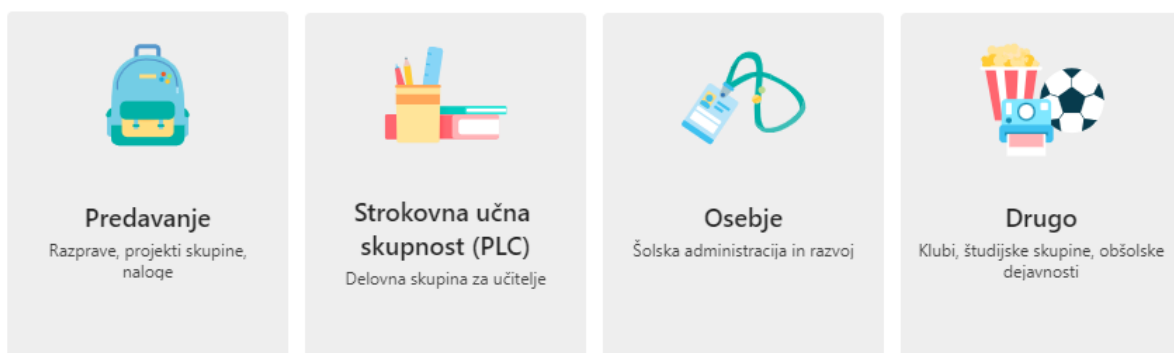 Predavanje
Razprave, projekti skupine,
naloge
Strokovna učna
skupnost (PLC)
Delovna skupina za učitelje
Osebje
Šolska administracija in razvoj
Drugo
Klubi, študijske skupine, obšolske
dejavnosti